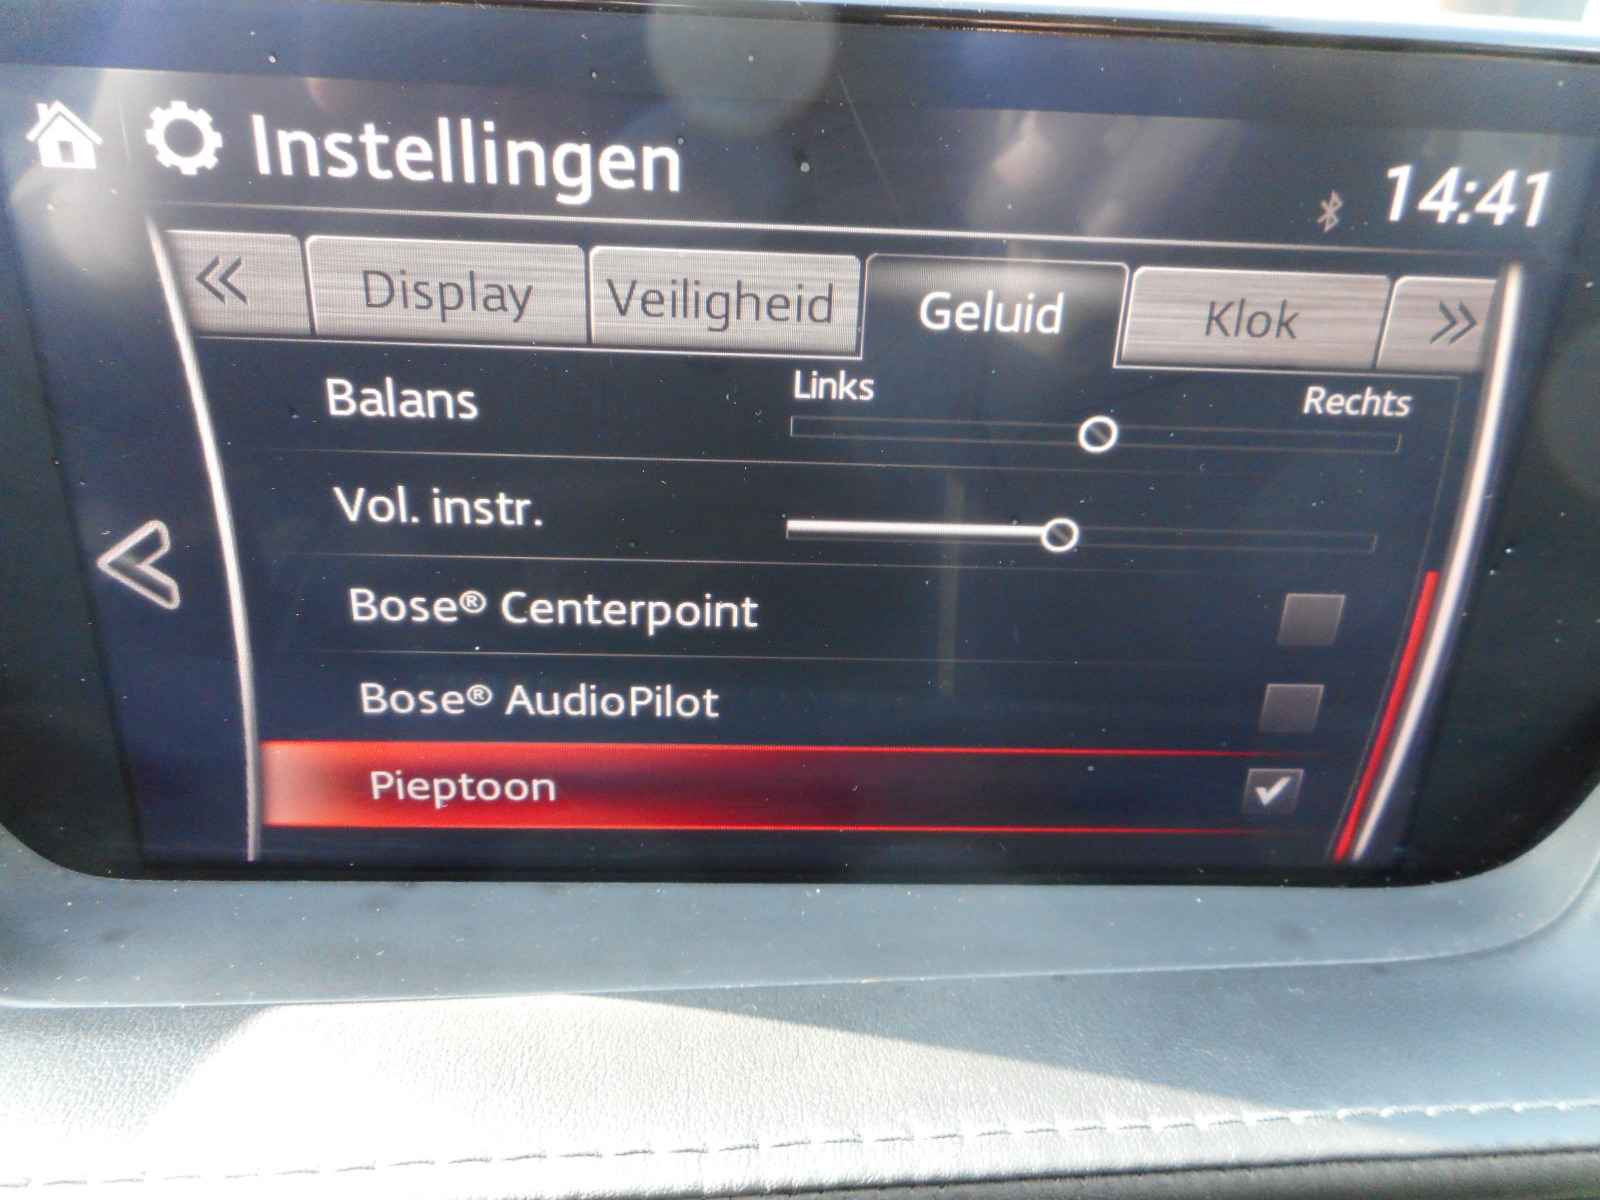 Instellingen
14:41
Display
Veiligheid
Geluid
Klok
Balans
Links
Rechts
Vol. instr.
Bose® Centerpoint
Bose® AudioPilot
Pieptoon